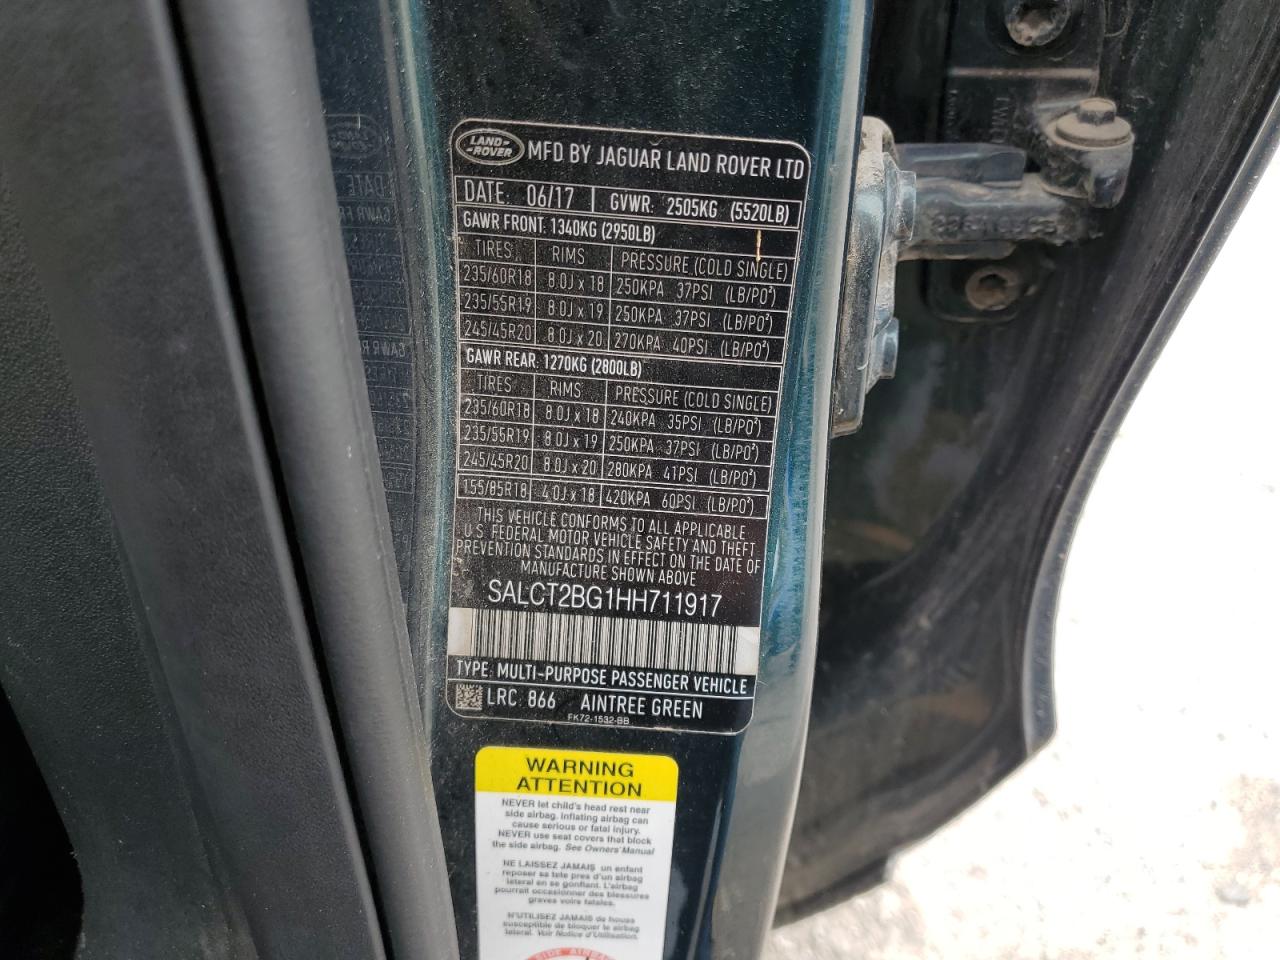 LAND-
-ROVER
MFD BY JAGUAR LAND ROVER LTD
DATE: 06/17 GVWR: 2505KG (5520LB)
GAWR FRONT: 1340KG (2950LB)
TIRES RIMS PRESSURE (COLD SINGLE)
235/60R18 8.0J x 18 250KPA 37PSI (LB/PO²)
235/55R19 8.0J x 19 250KPA 37PSI (LB/PO²)
245/45R20 8.0J x 20 270KPA 40PSI (LB/PO²)
GAWR REAR: 1270KG (2800LB)
TIRES RIMS PRESSURE (COLD SINGLE)
235/60R18 8.0J x 18 240KPA 35PSI (LB/PO²)
235/55R19 8.0J x 19 250KPA 37PSI (LB/PO²)
245/45R20 8.0J x 20 280KPA 41PSI (LB/PO²)
155/85R18 4.0J x 18 420KPA 60PSI (LB/PO²)
THIS VEHICLE CONFORMS TO ALL APPLICABLE
U.S. FEDERAL MOTOR VEHICLE SAFETY AND THEFT
PREVENTION STANDARDS IN EFFECT ON THE DATE OF
MANUFACTURE SHOWN ABOVE
SALCT2BG1HH711917
TYPE: MULTI-PURPOSE PASSENGER VEHICLE
LRC: 866 AINTREE GREEN
FK72-1532-BB
WARNING
ATTENTION
NEVER let child's head rest near
side airbag. Inflating airbag can
cause serious or fatal injury.
NEVER use seat covers that block
the side airbag. See Owners' Manual
NE LAISSEZ JAMAIS un enfant
reposer sa tete pres d'un airbag
lateral en se gonflant. L'airbag
pourrait occasionner des blessures
graves voire fatales.
N'UTILISEZ JAMAIS de houss
susceptible de bloquer un airbag
lateral. Voir Notice d'Utilisation.
SIDE AIRBAG